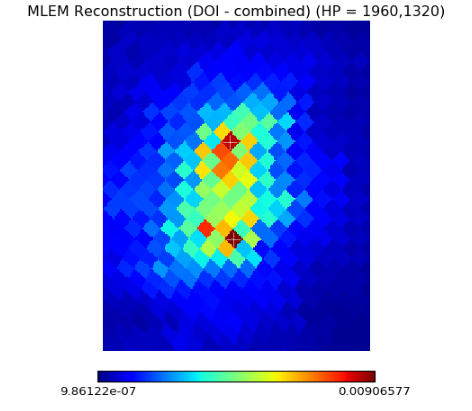 MLEM Reconstruction (DOI - combined) (HP = 1960,1320)
9.86122e-07 0.00906577